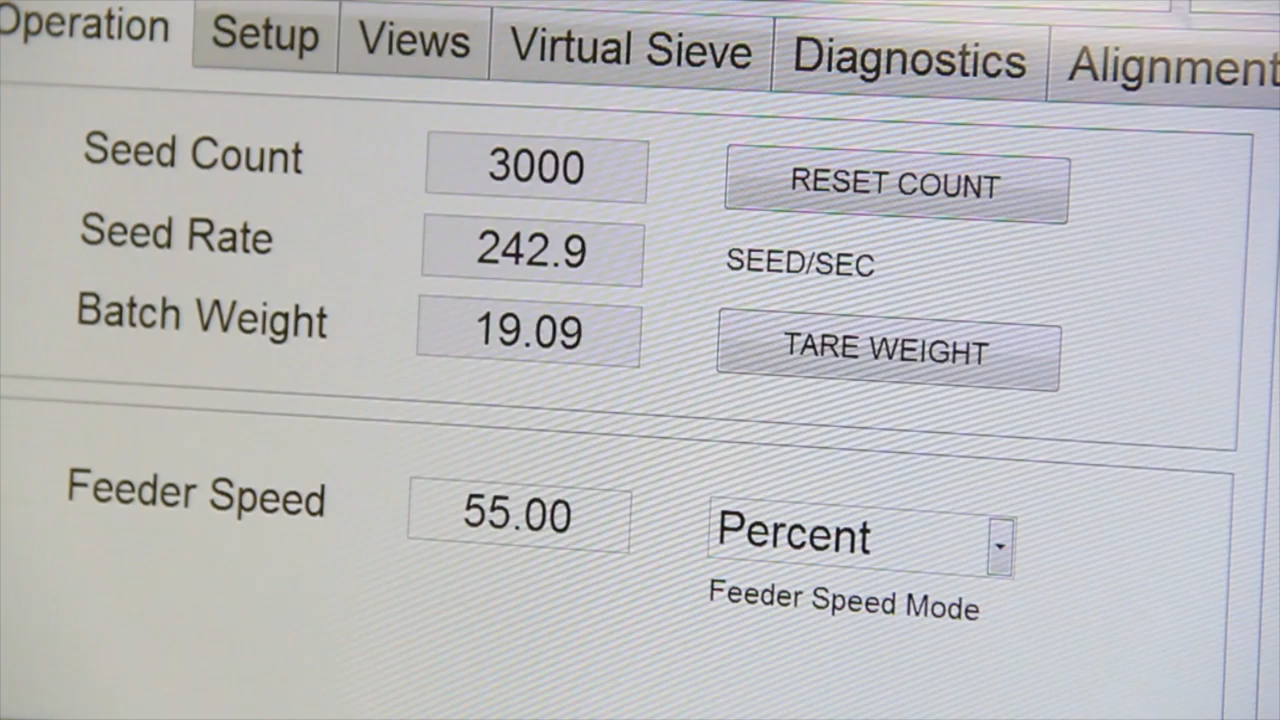 Operation Setup Views Virtual Sieve Diagnostics Alignment
Seed Count 3000 RESET COUNT
Seed Rate 242.9 SEED/SEC
Batch Weight 19.09 TARE WEIGHT
Feeder Speed 55.00 Percent
Feeder Speed Mode